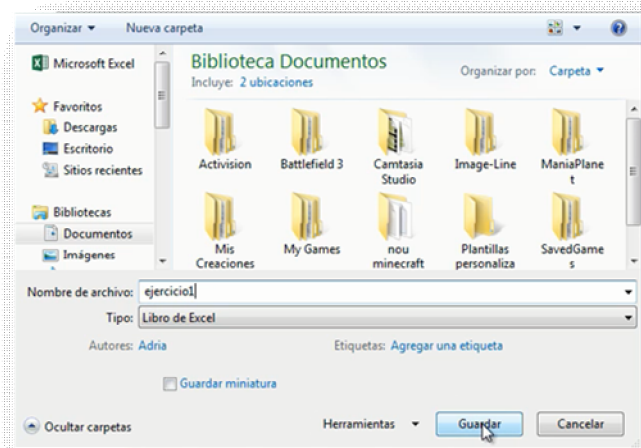 Organizar Nueva carpeta
Microsoft Excel
Favoritos
Descargas
Escritorio
Sitios recientes
Bibliotecas
Documentos
Imágenes
Biblioteca Documentos
Incluye: 2 ubicaciones
Organizar por: Carpeta
Activision
Battlefield 3
Camtasia
Studio
Image-Line
ManiaPlane
t
Mis
Creaciones
My Games
nou
minecraft
Plantillas
personaliza
SavedGame
s
Nombre de archivo: ejercicio1
Tipo: Libro de Excel
Autores: Adria Etiquetas: Agregar una etiqueta
Guardar miniatura
Ocultar carpetas Herramientas Guardar Cancelar